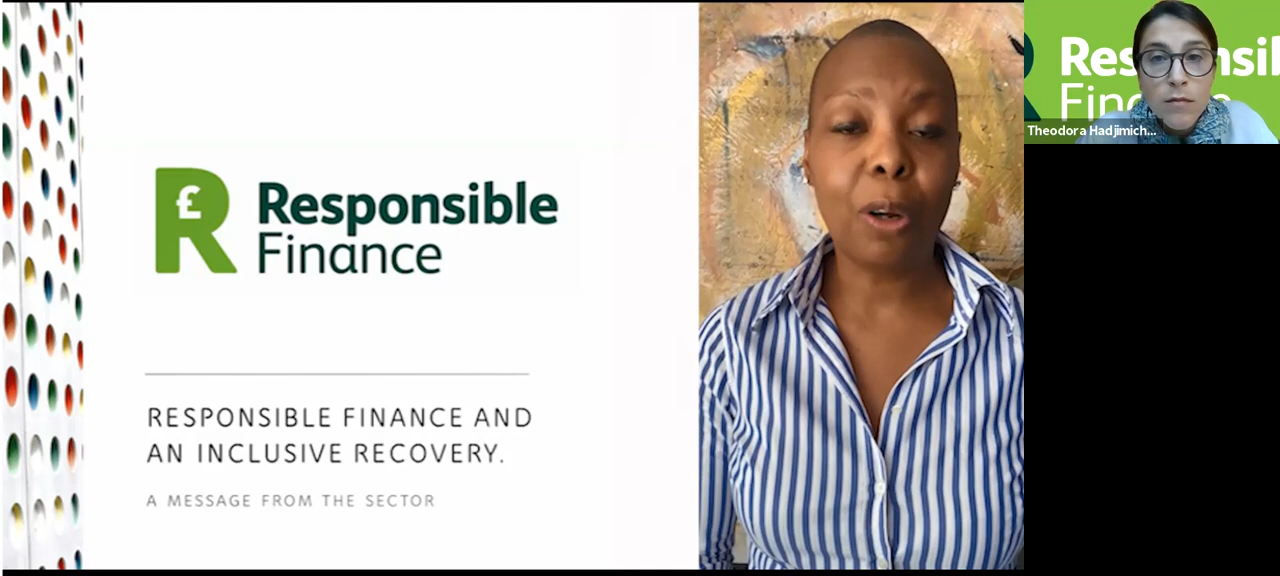 £
Responsible
Finance
RESPONSIBLE FINANCE AND
AN INCLUSIVE RECOVERY.
A MESSAGE FROM THE SECTOR
Theodora Hadjimich...